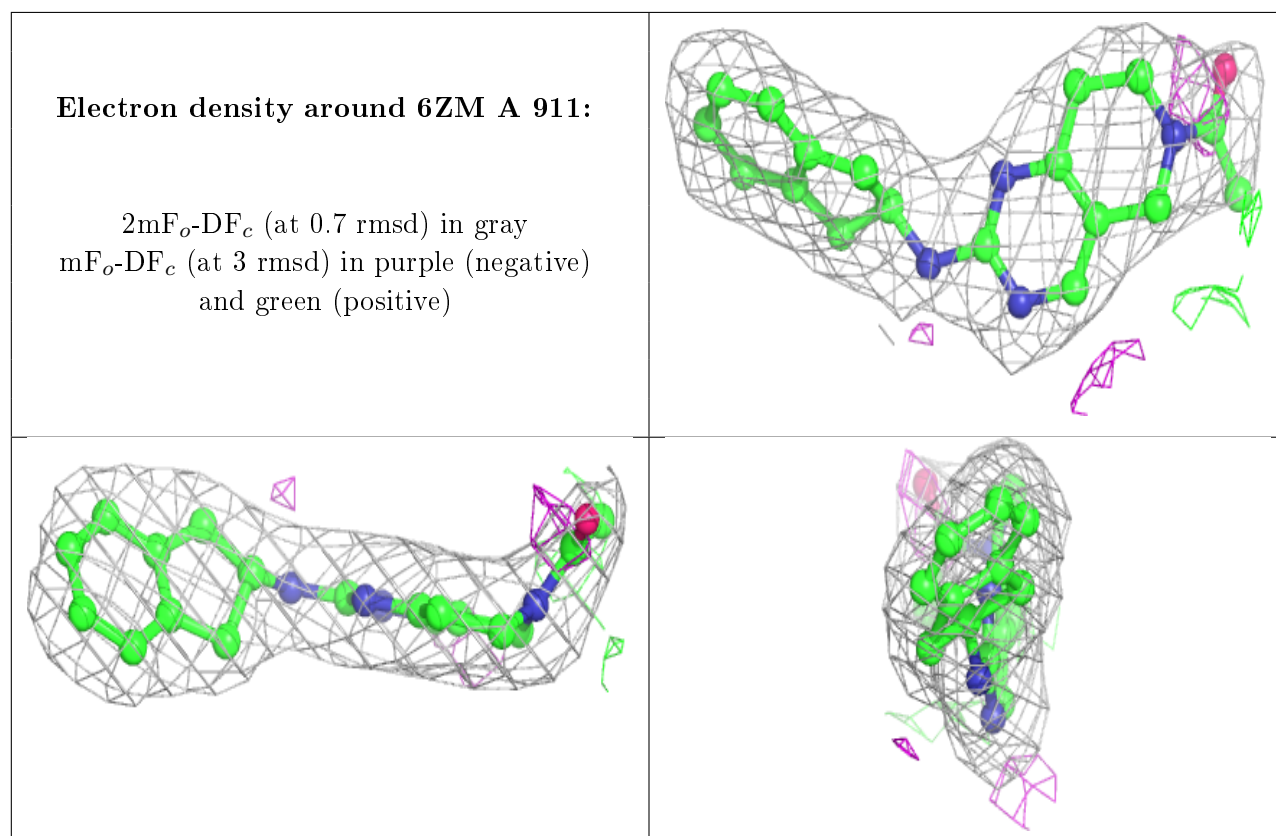 Electron density around 6ZM A 911:
2mFo-DFc (at 0.7 rmsd) in gray
mFo-DFc (at 3 rmsd) in purple (negative)
and green (positive)